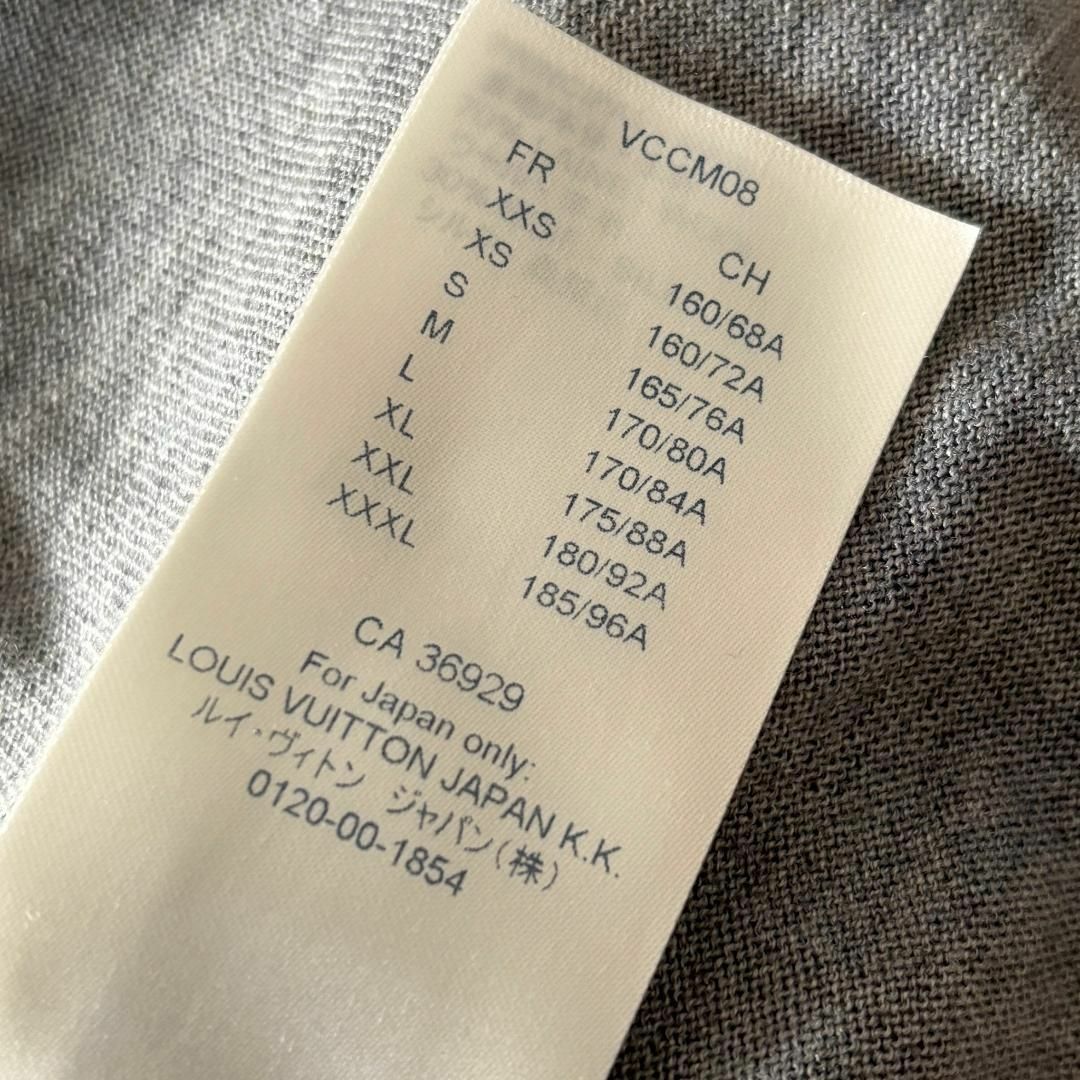 VCCM08
FR CH
XXS 160/68A
XS 160/72A
S 165/76A
M 170/80A
L 170/84A
XL 175/88A
XXL 180/92A
XXXL 185/96A
CA 36929
For Japan only:
LOUIS VUITTON JAPAN K.K.
ルイ・ヴィトン ジャパン(株)
0120-00-1854